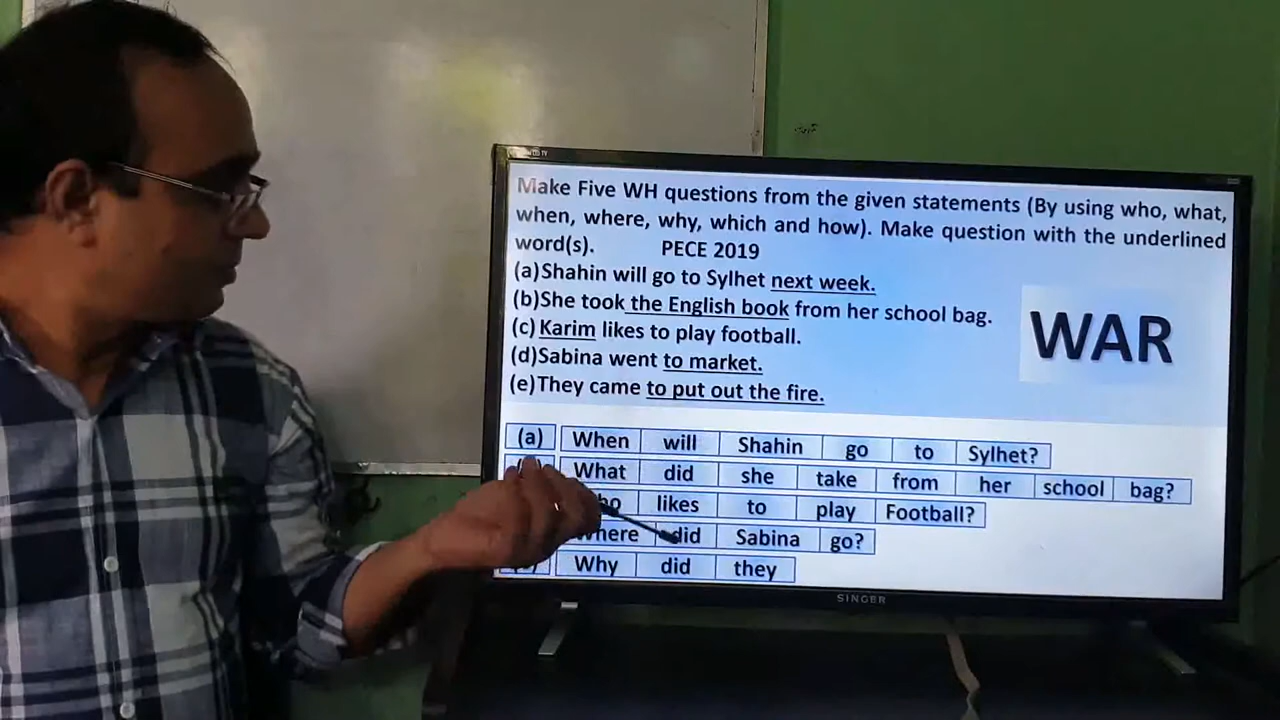 Make Five WH questions from the given statements (By using who, what,
when, where, why, which and how). Make question with the underlined
word(s). PECE 2019
(a)Shahin will go to Sylhet next week.
(b)She took the English book from her school bag.
(c) Karim likes to play football.
(d)Sabina went to market.
(e)They came to put out the fire.
WAR
(a) When will Shahin go to Sylhet?
What did she take from her school bag?
likes to play Football?
Where did Sabina go?
Why did they
SINGER